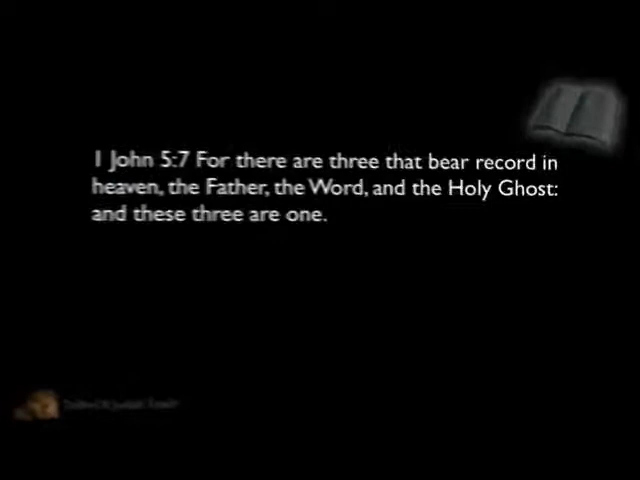 1 John 5:7 For there are three that bear record in
heaven, the Father, the Word, and the Holy Ghost:
and these three are one.